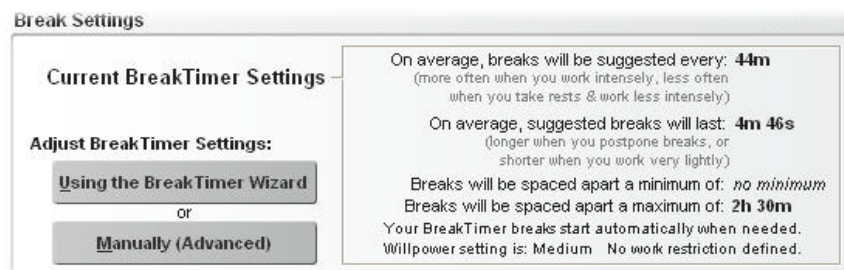 Break Settings
Current BreakTimer Settings
Adjust BreakTimer Settings:
Using the BreakTimer Wizard
or
Manually (Advanced)
On average, breaks will be suggested every: 44m
(more often when you work intensely, less often
when you take rests & work less intensely)
On average, suggested breaks will last: 4m 46s
(longer when you postpone breaks, or
shorter when you work very lightly)
Breaks will be spaced apart a minimum of: no minimum
Breaks will be spaced apart a maximum of: 2h 30m
Your BreakTimer breaks start automatically when needed.
Willpower setting is: Medium No work restriction defined.